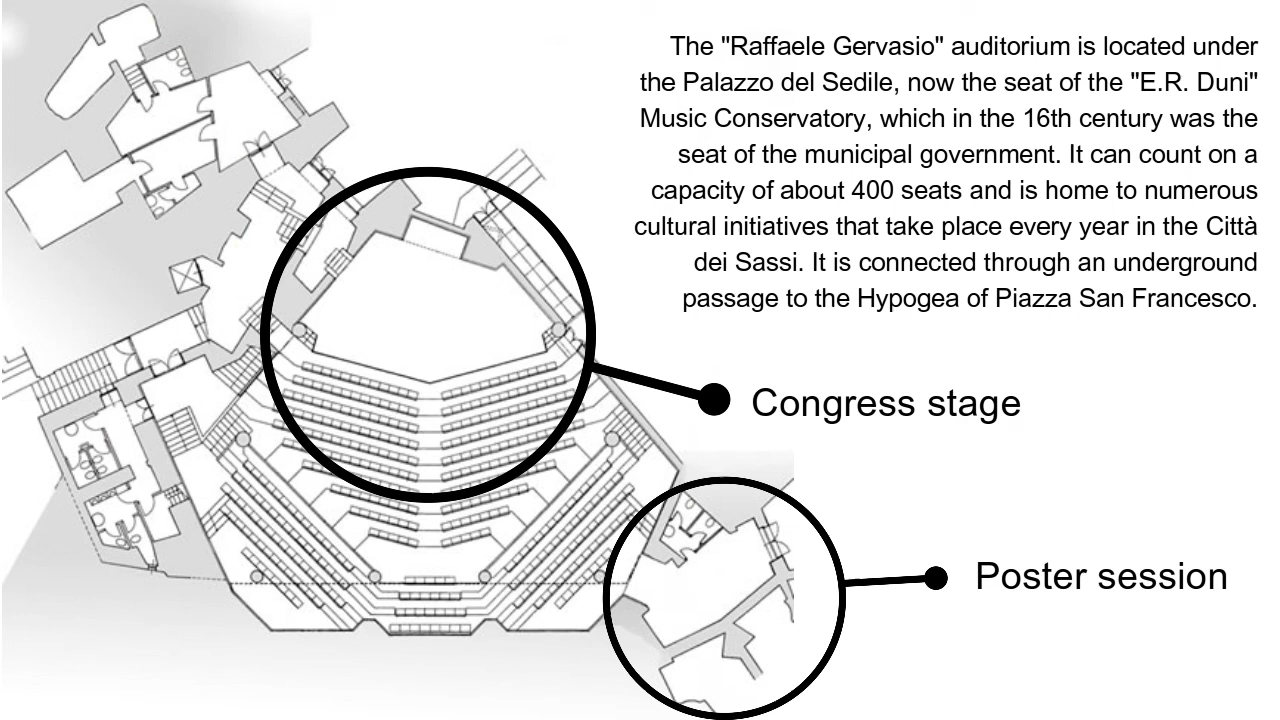 The "Raffaele Gervasio" auditorium is located under
the Palazzo del Sedile, now the seat of the "E.R. Duni"
Music Conservatory, which in the 16th century was the
seat of the municipal government. It can count on a
capacity of about 400 seats and is home to numerous
cultural initiatives that take place every year in the Città
dei Sassi. It is connected through an underground
passage to the Hypogea of Piazza San Francesco.
Congress stage
Poster session